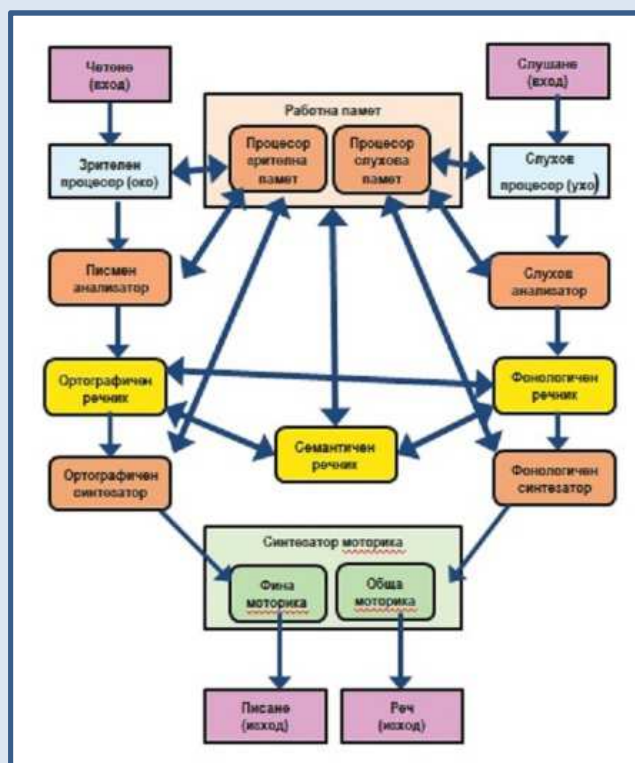 Четене
(вход)
Слушане
(вход)
Работна памет
Процесор
зрителна
памет
Процесор
слухова
памет
Зрителен
процесор (око)
Слухов
процесор (ухо)
Писмен
анализатор
Слухов
анализатор
Ортографичен
речник
Фонологичен
речник
Семантичен
речник
Ортографичен
синтезатор
Фонологичен
синтезатор
Синтезатор моторика
Фина
моторика
Обща
моторика
Писане
(изход)
Реч
(изход)